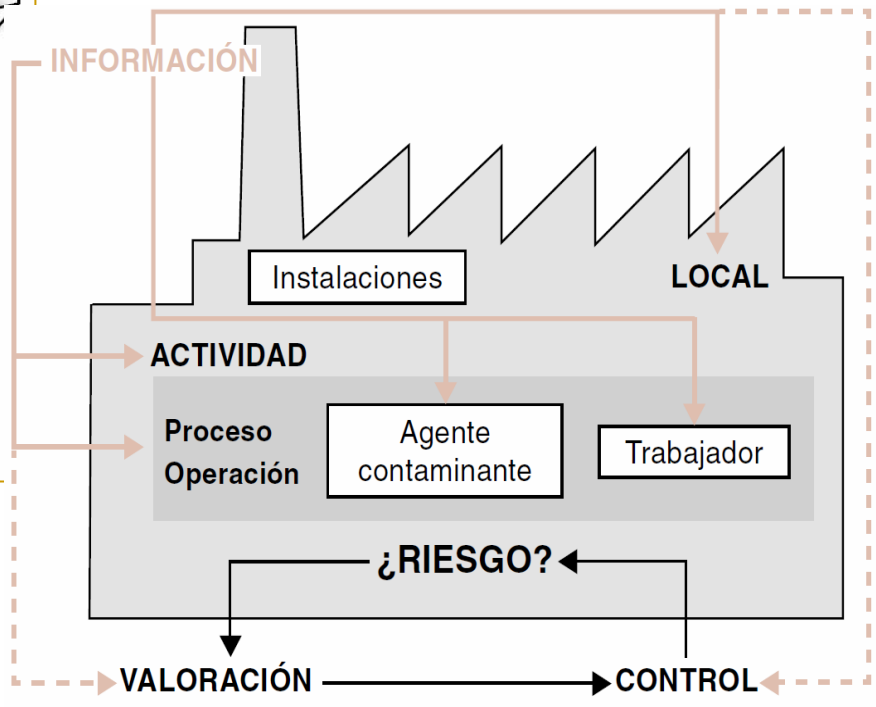 INFORMACIÓN
Instalaciones
LOCAL
ACTIVIDAD
Proceso
Operación
Agente
contaminante
Trabajador
¿RIESGO?
VALORACIÓN
CONTROL